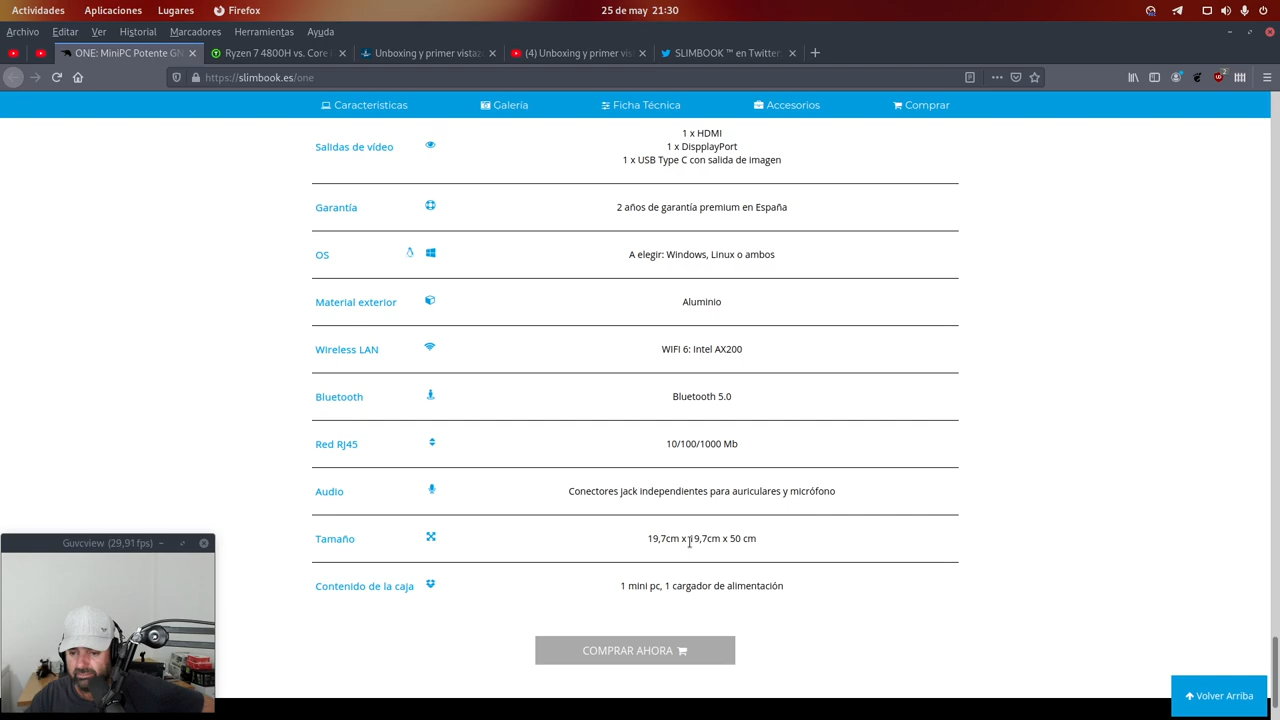 Actividades Aplicaciones Lugares Firefox 25 de may 21:30
Archivo Editar Ver Historial Marcadores Herramientas Ayuda
ONE: MiniPC Potente GN Ryzen 7 4800H vs. Core Unboxing y primer vistaz (4) Unboxing y primer vis SLIMBOOK ™ en Twitter:
https://slimbook.es/one 2
Caracteristicas Galería Ficha Técnica Accesorios Comprar
1 x HDMI
Salidas de vídeo 1 x DispplayPort
1 x USB Type C con salida de imagen
Garantía 2 años de garantía premium en España
OS A elegir: Windows, Linux o ambos
Material exterior Aluminio
Wireless LAN WIFI 6: Intel AX200
Bluetooth Bluetooth 5.0
Red RJ45 10/100/1000 Mb
Audio Conectores jack independientes para auriculares y micrófono
Tamaño 19,7cm x 19,7cm x 50 cm
Contenido de la caja 1 mini pc, 1 cargador de alimentación
COMPRAR AHORA
Volver Arriba
Guvcview (29,91 fps)